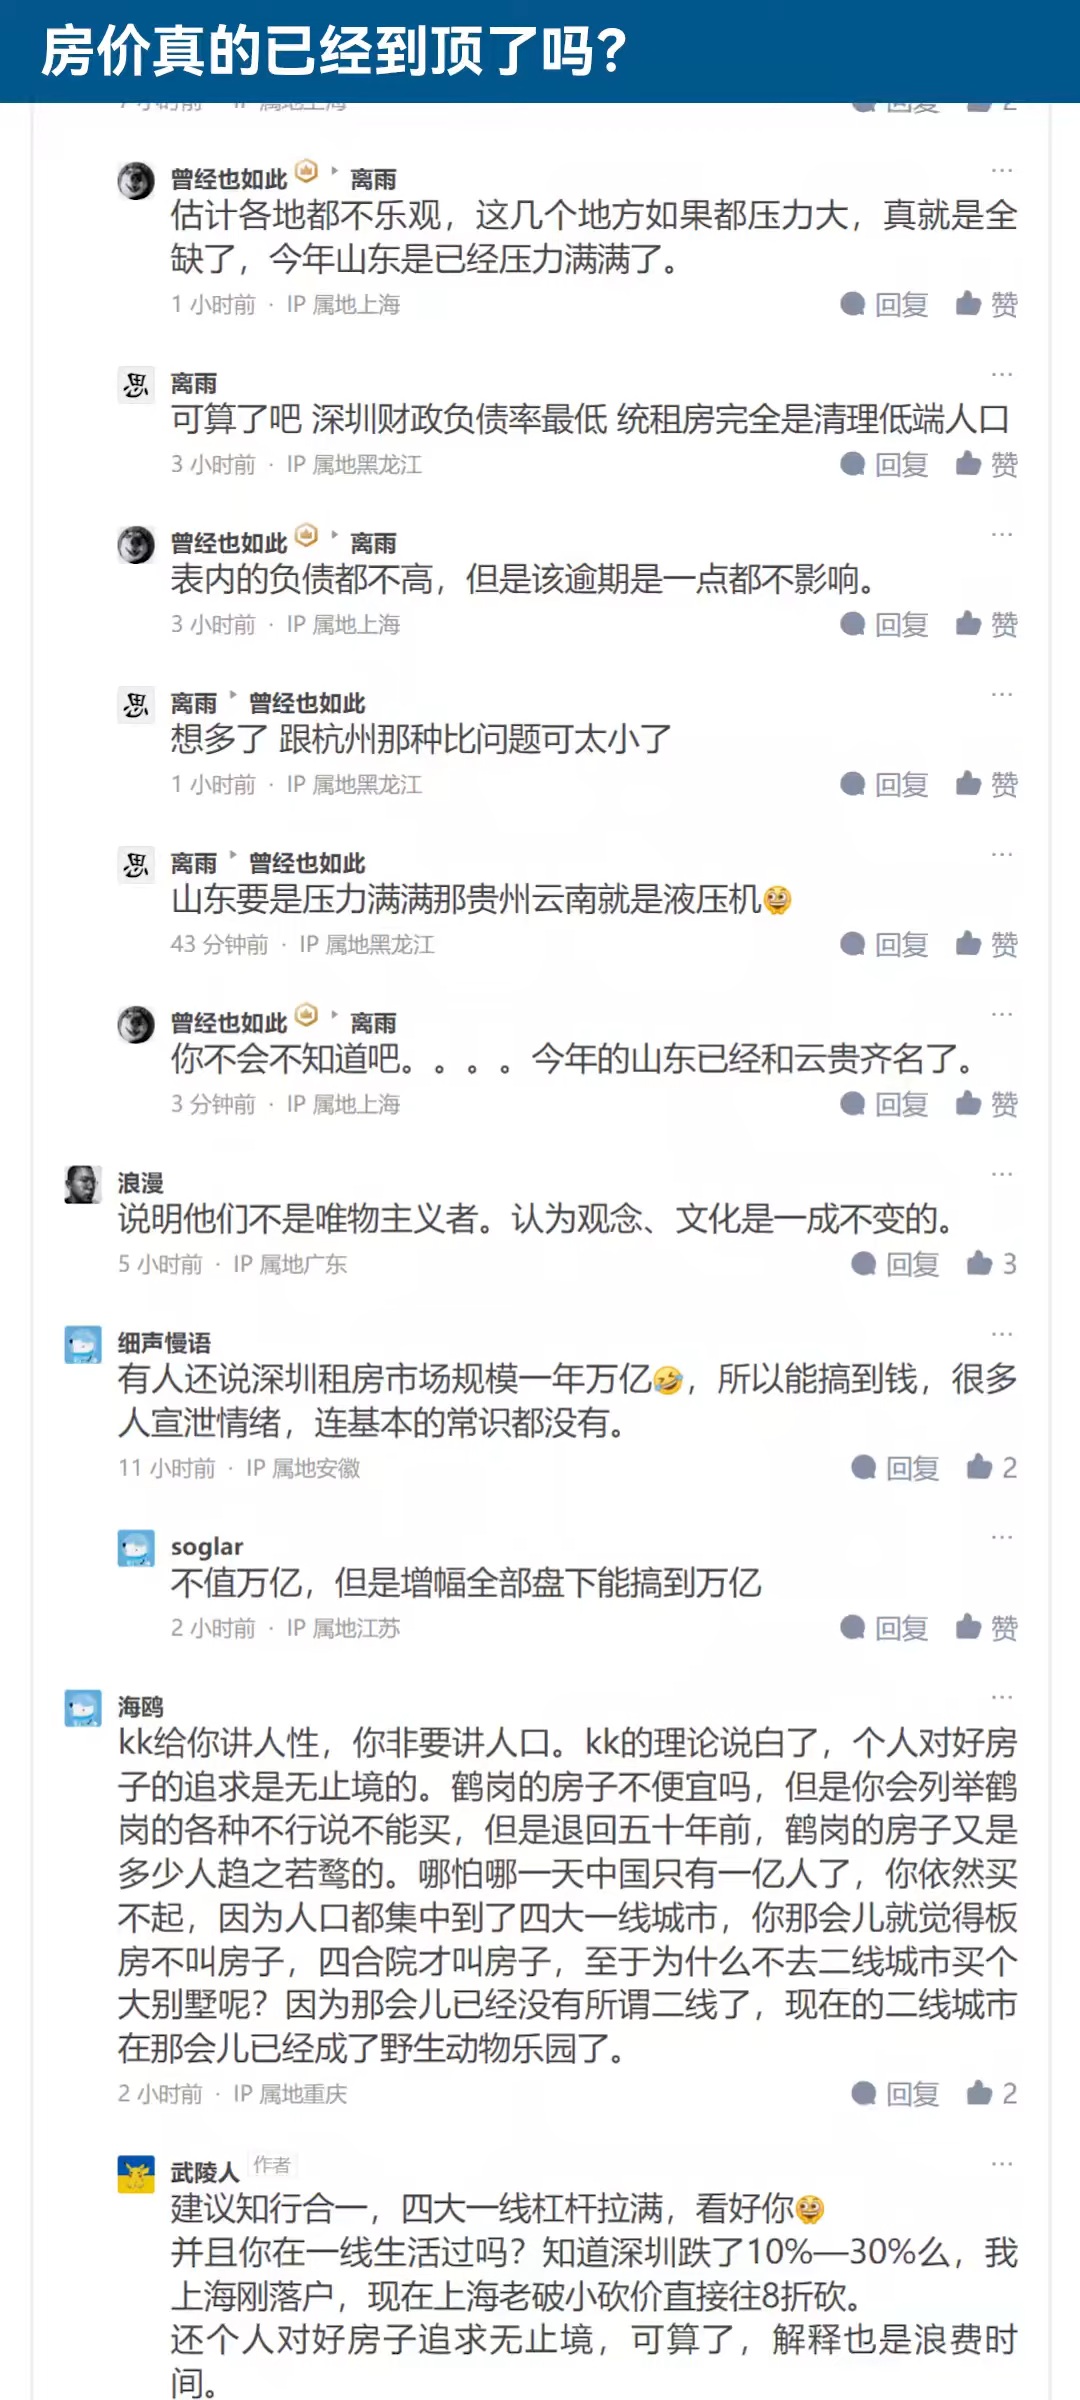 房价真的已经到顶了吗?
7 小时前 IP 属地上海 回复 2
曾经也如此 离雨
估计各地都不乐观，这几个地方如果都压力大，真就是全
缺了，今年山东是已经压力满满了。
1 小时前 · IP 属地上海 回复 赞
离雨
可算了吧 深圳财政负债率最低 统租房完全是清理低端人口
3 小时前 · IP 属地黑龙江 回复 赞
曾经也如此 离雨
表内的负债都不高，但是该逾期是一点都不影响。
3 小时前 · IP 属地上海 回复 赞
离雨 曾经也如此
想多了 跟杭州那种比问题可太小了
1 小时前 · IP 属地黑龙江 回复 赞
离雨 曾经也如此
山东要是压力满满那贵州云南就是液压机
43 分钟前 · IP 属地黑龙江 回复 赞
曾经也如此 离雨
你不会不知道吧。。。。今年的山东已经和云贵齐名了。
3 分钟前 · IP 属地上海 回复 赞
浪漫
说明他们不是唯物主义者。认为观念、文化是一成不变的。
5 小时前 · IP 属地广东 回复 3
细声慢语
有人还说深圳租房市场规模一年万亿🤣，所以能搞到钱，很多
人宣泄情绪，连基本的常识都没有。
11 小时前 · IP 属地安徽 回复 2
soglar
不值万亿，但是增幅全部盘下能搞到万亿
2 小时前 · IP 属地江苏 回复 赞
海鸥
kk给你讲人性，你非要讲人口。kk的理论说白了，个人对好房
子的追求是无止境的。鹤岗的房子不便宜吗，但是你会列举鹤
岗的各种不行说不能买，但是退回五十年前，鹤岗的房子又是
多少人趋之若鹜的。哪怕哪一天中国只有一亿人了，你依然买
不起，因为人口都集中到了四大一线城市，你那会儿就觉得板
房不叫房子，四合院才叫房子，至于为什么不去二线城市买个
大别墅呢？因为那会儿已经没有所谓二线了，现在的二线城市
在那会儿已经成了野生动物乐园了。
2 小时前 · IP 属地重庆 回复 2
武陵人 作者
建议知行合一，四大一线杠杆拉满，看好你
并且你在一线生活过吗？知道深圳跌了10%—30%么，我
上海刚落户，现在上海老破小砍价直接往8折砍。
还个人对好房子追求无止境，可算了，解释也是浪费时
间。